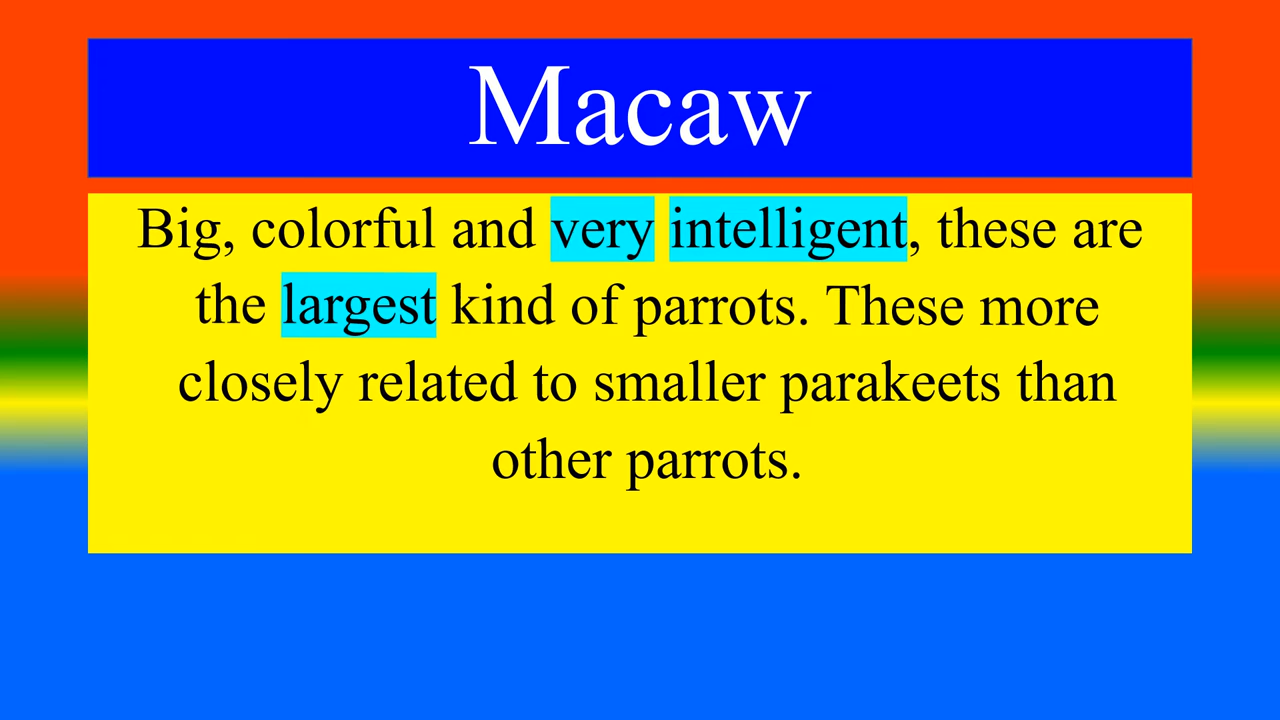 Macaw
Big, colorful and very intelligent, these are
the largest kind of parrots. These more
closely related to smaller parakeets than
other parrots.